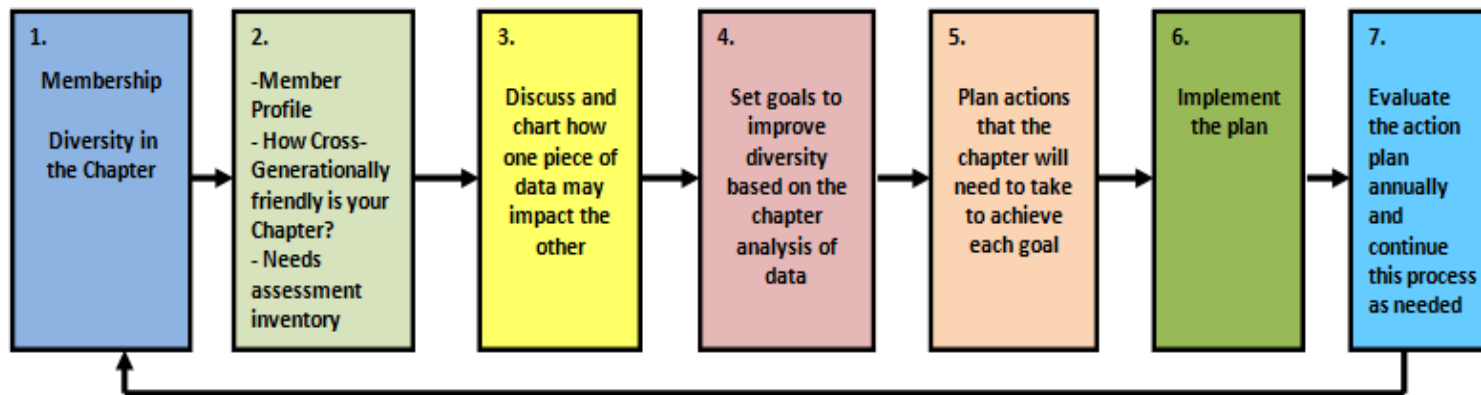 1.
Membership
Diversity in
the Chapter
2.
-Member
Profile
- How Cross-
Generationally
friendly is your
Chapter?
- Needs
assessment
inventory
3.
Discuss and
chart how
one piece of
data may
impact the
other
4.
Set goals to
improve
diversity
based on the
chapter
analysis of
data
5.
Plan actions
that the
chapter will
need to take
to achieve
each goal
6.
Implement
the plan
7.
Evaluate
the action
plan
annually
and
continue
this process
as needed